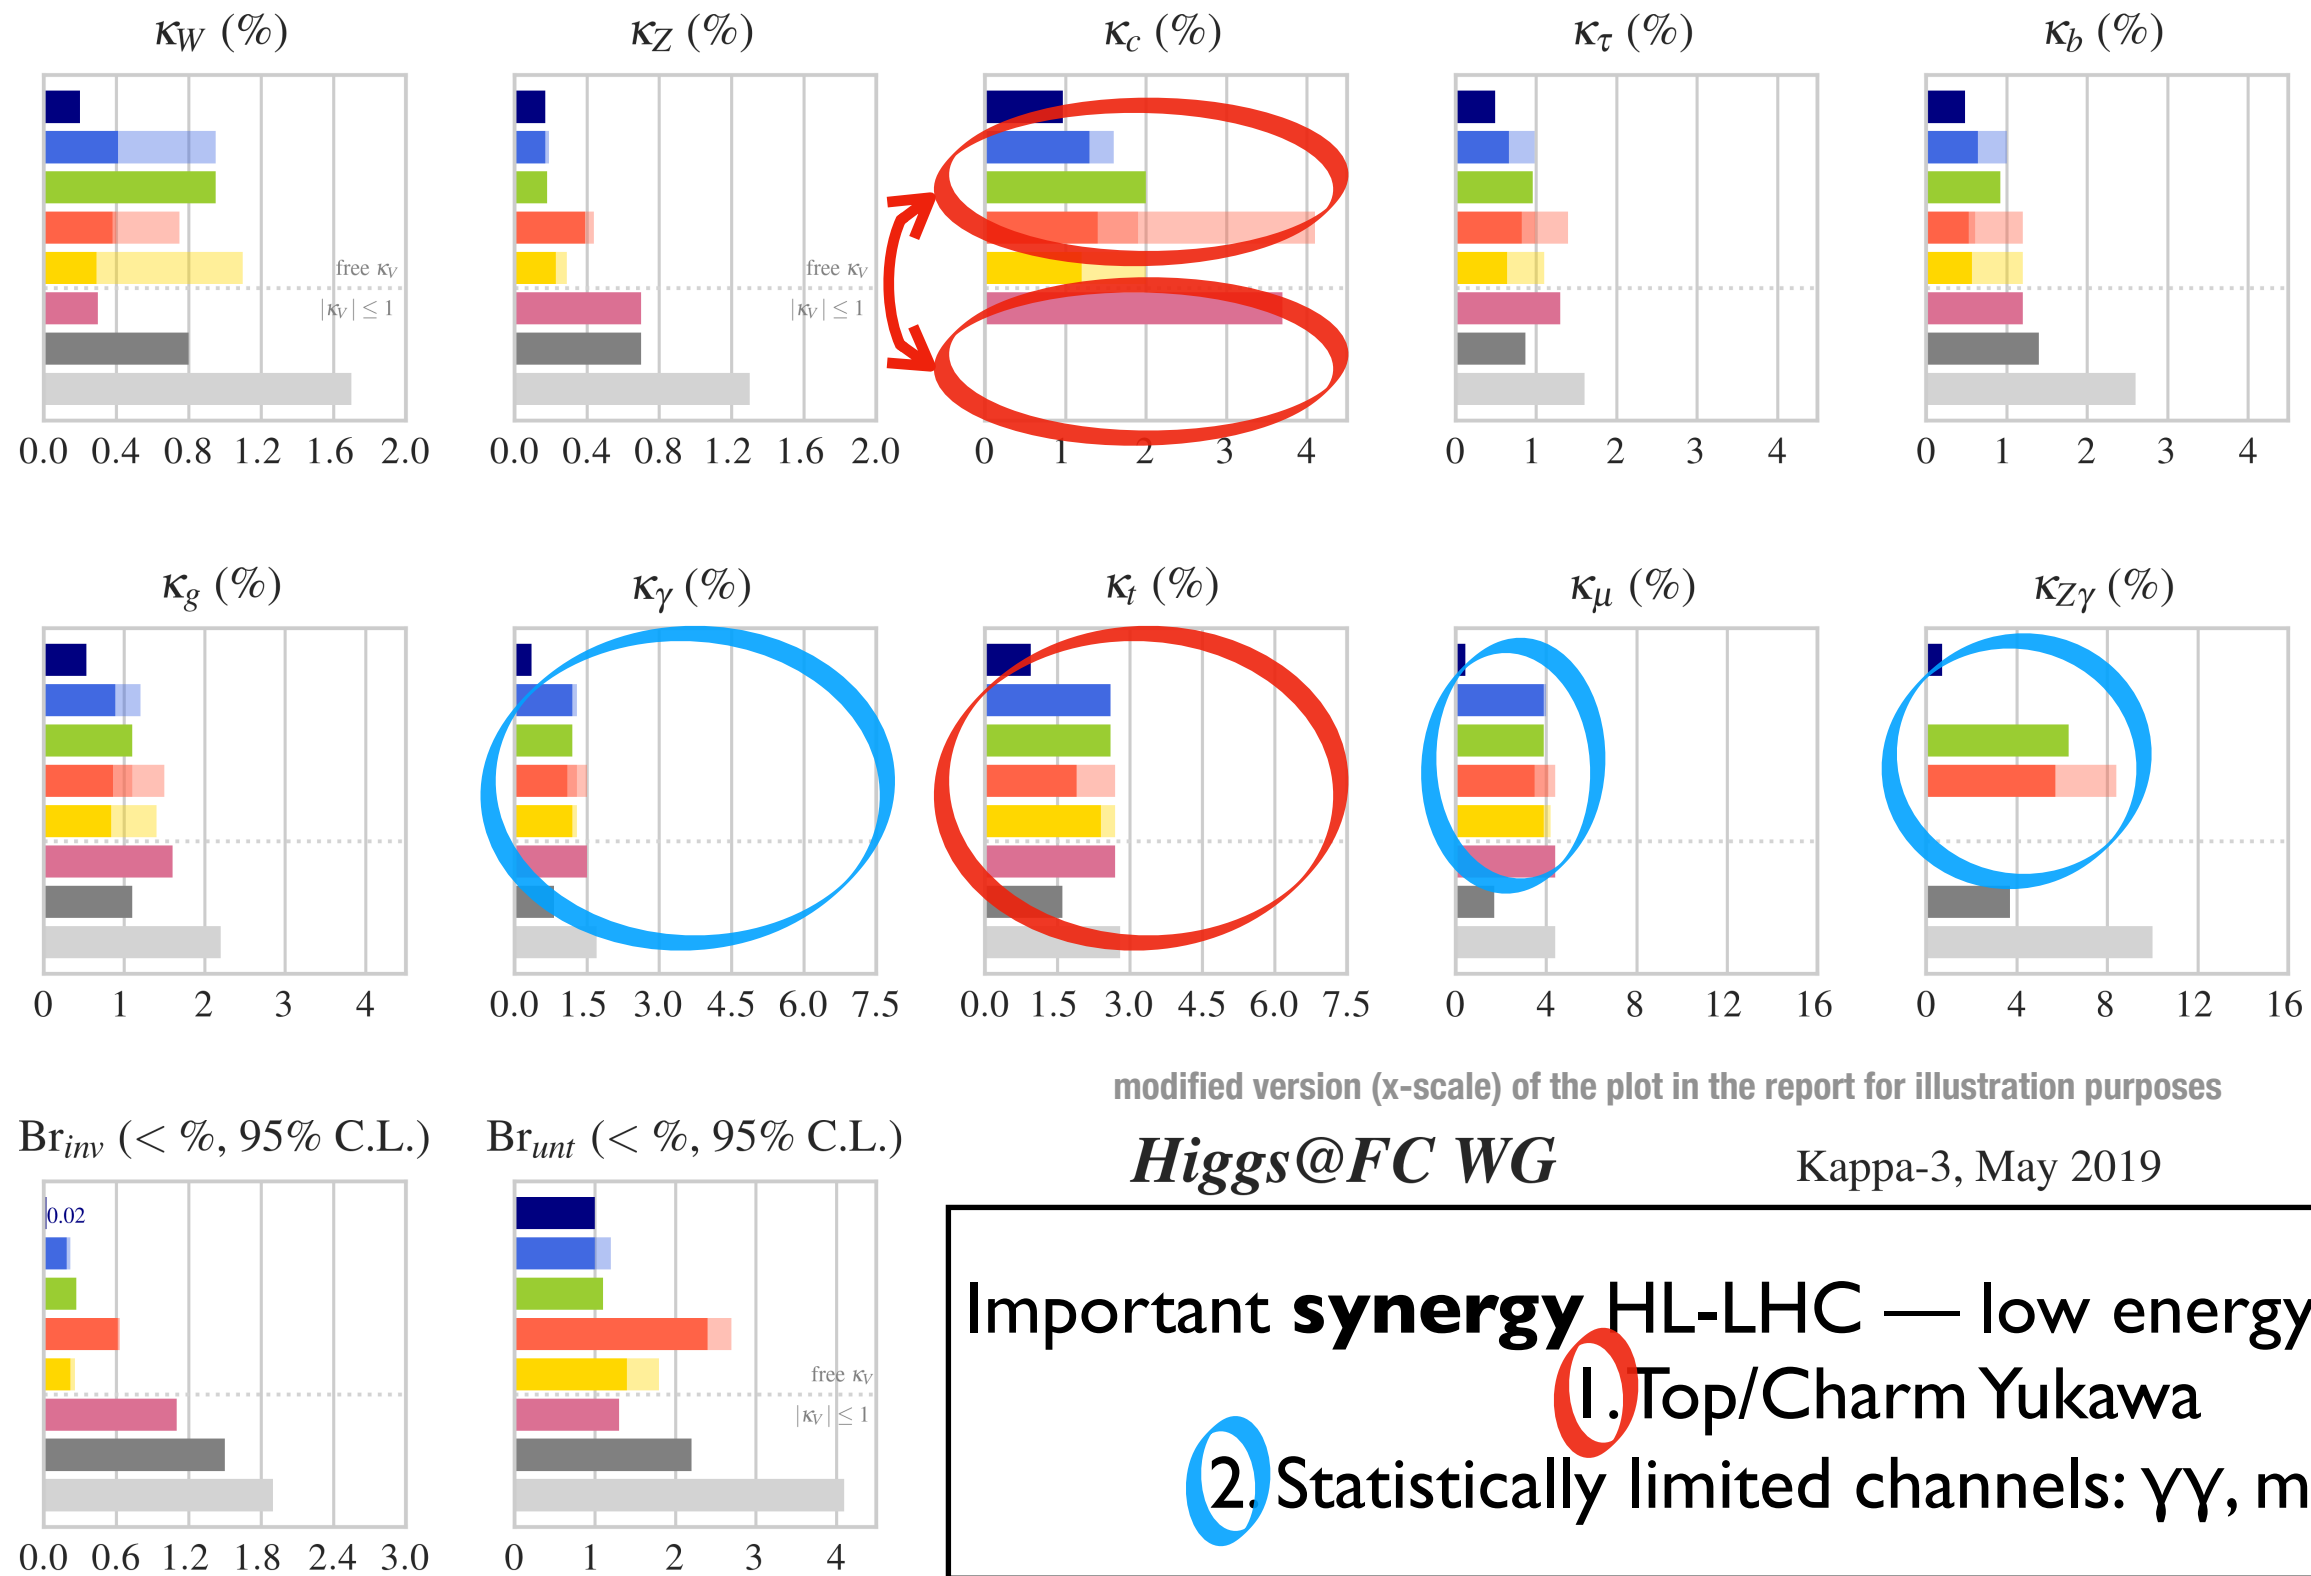 κW (%) κZ (%) κc (%) κτ (%) κb (%)
free κV free κV
|κV| ≤ 1 |κV| ≤ 1
0.0 0.4 0.8 1.2 1.6 2.0 0.0 0.4 0.8 1.2 1.6 2.0 0 1 2 3 4 0 1 2 3 4 0 1 2 3 4
κg (%) κγ (%) κt (%) κμ (%) κZγ (%)
0 1 2 3 4 0.0 1.5 3.0 4.5 6.0 7.5 0.0 1.5 3.0 4.5 6.0 7.5 0 4 8 12 16 0 4 8 12 16
modified version (x-scale) of the plot in the report for illustration purposes
Brinv (< %, 95% C.L.) Brunt (< %, 95% C.L.)
Higgs@FC WG Kappa-3, May 2019
0.02
free κV
|κV| ≤ 1
0.0 0.6 1.2 1.8 2.4 3.0 0 1 2 3 4
Important synergy HL-LHC — low energy
1. Top/Charm Yukawa
2. Statistically limited channels: γγ, m